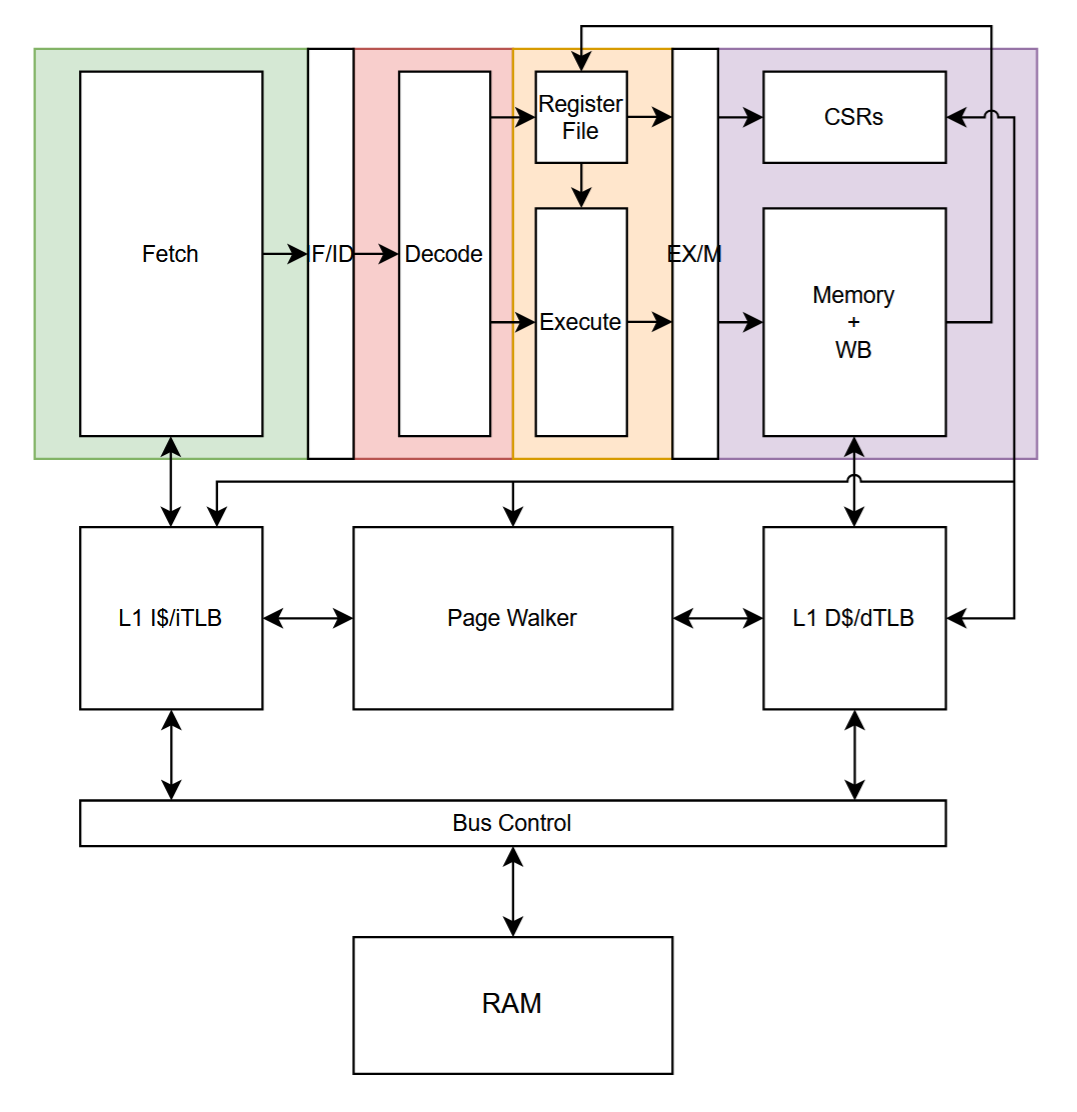 Register
File
CSRs
Fetch
IF/ID
Decode
Execute
EX/M
Memory
+
WB
L1 I$/iTLB
Page Walker
L1 D$/dTLB
Bus Control
RAM